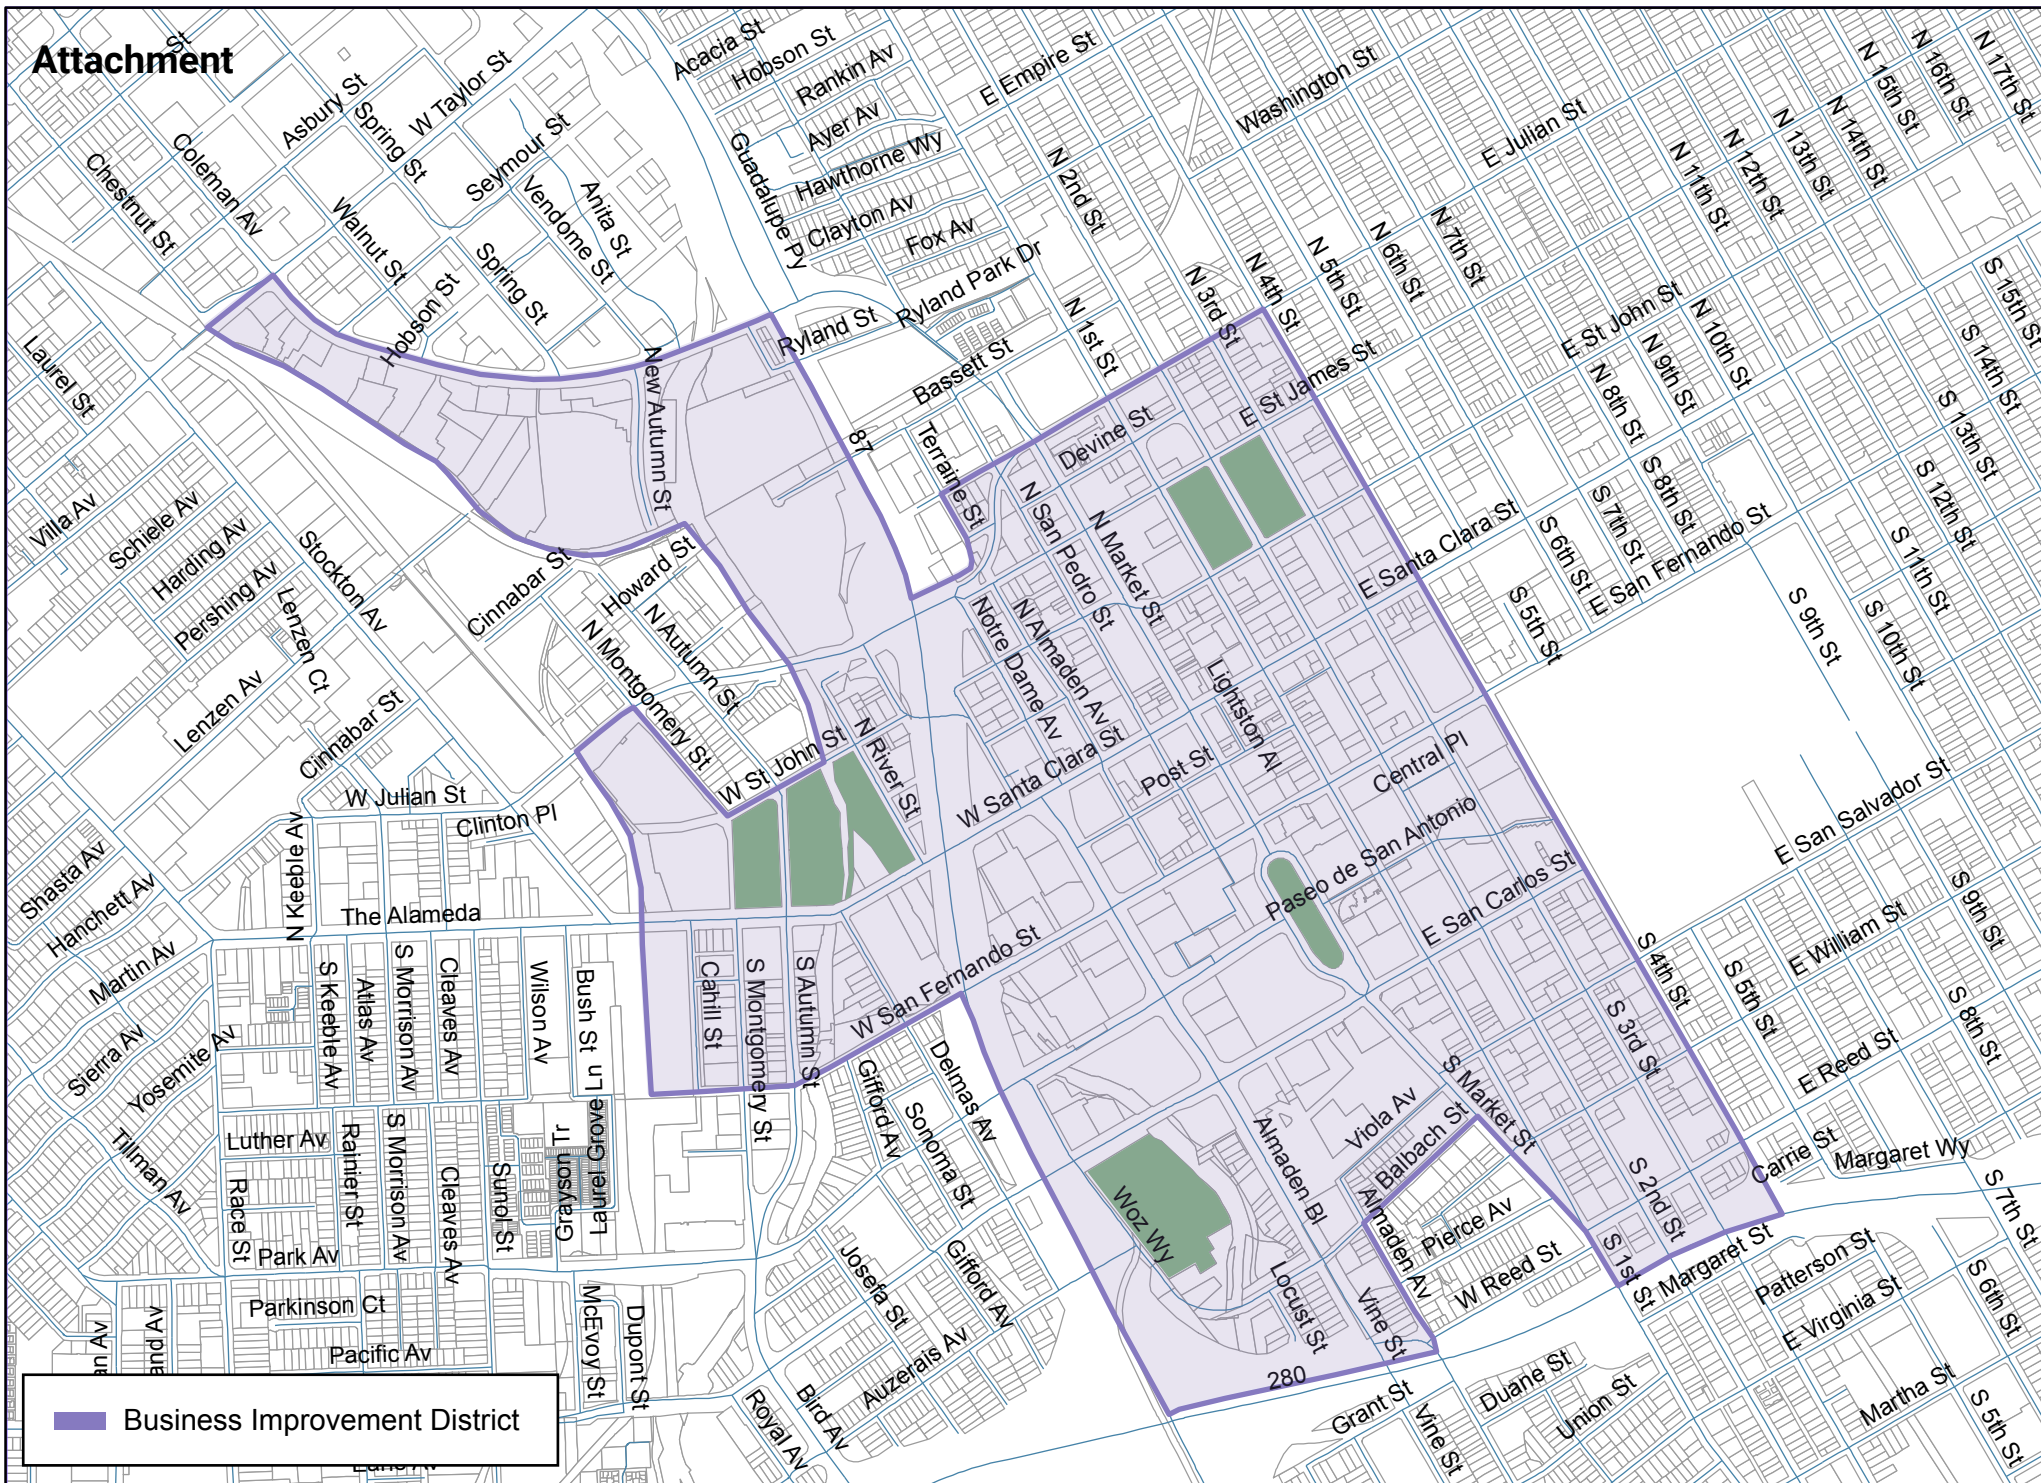 Attachment
St
Acacia St
Hobson St
Rankin Av
Ayer Av
Hawthorne Wy
Clayton Av
Fox Av
E Empire St
Washington St
E Julian St
N 15th St
N 16th St
N 17th St
N 14th St
N 13th St
N 12th St
N 11th St
Asbury St
Spring St
W Taylor St
Seymour St
Coleman Av
Chestnut St
Walnut St
Vendome St
Anita St
Spring St
Hobson St
Guadalupe Py
N 2nd St
Ryland Park Dr
Ryland St
Bassett St
N 1st St
N 3rd St
N 4th St
N 5th St
N 6th St
N 7th St
E St John St
N 10th St
N 9th St
N 8th St
S 15th St
S 14th St
S 13th St
S 12th St
S 11th St
S 10th St
S 9th St
Laurel St
New Autumn St
87
Terraine St
Devine St
E St James St
N San Pedro St
N Market St
E Santa Clara St
S 8th St
S 7th St
S 6th St
S 5th St
E San Fernando St
Villa Av
Schiele Av
Harding Av
Pershing Av
Lenzen Ct
Lenzen Av
Stockton Av
Cinnabar St
Cinnabar St
Howard St
N Autumn St
N Montgomery St
Notre Dame Av
N Almaden Av
W St John St
N River St
W Santa Clara St
Post St
Lightston Al
Central Pl
Paseo de San Antonio
E San Carlos St
W Julian St
Clinton Pl
N Keeble Av
The Alameda
Shasta Av
Hanchett Av
Martin Av
Sierra Av
Yosemite Av
Tillman Av
S Keeble Av
Atlas Av
S Morrison Av
Cleaves Av
Wilson Av
Bush St
Cahill St
S Montgomery St
S Autumn St
W San Fernando St
E San Salvador St
E William St
S 9th St
S 4th St
S 5th St
S 8th St
E Reed St
S 3rd St
Luther Av
Rainier St
S Morrison Av
Cleaves Av
Sunol St
Grayson Tr
Laurel Grove Ln
Race St
Park Av
Parkinson Ct
Pacific Av
McEvoy St
Dupont St
Gifford Av
Sonoma St
Delmas Av
Josefa St
Gifford Av
Auzerais Av
Bird Av
Royal Av
Woz Wy
Almaden Bl
Viola Av
Balbach St
S Market St
Almaden Av
Pierce Av
W Reed St
Locust St
Vine St
280
S 2nd St
S 1st St
Margaret St
Carrie St
Margaret Wy
S 7th St
Patterson St
E Virginia St
S 6th St
S 5th St
Martha St
Duane St
Union St
Grant St
Vine St
Business Improvement District